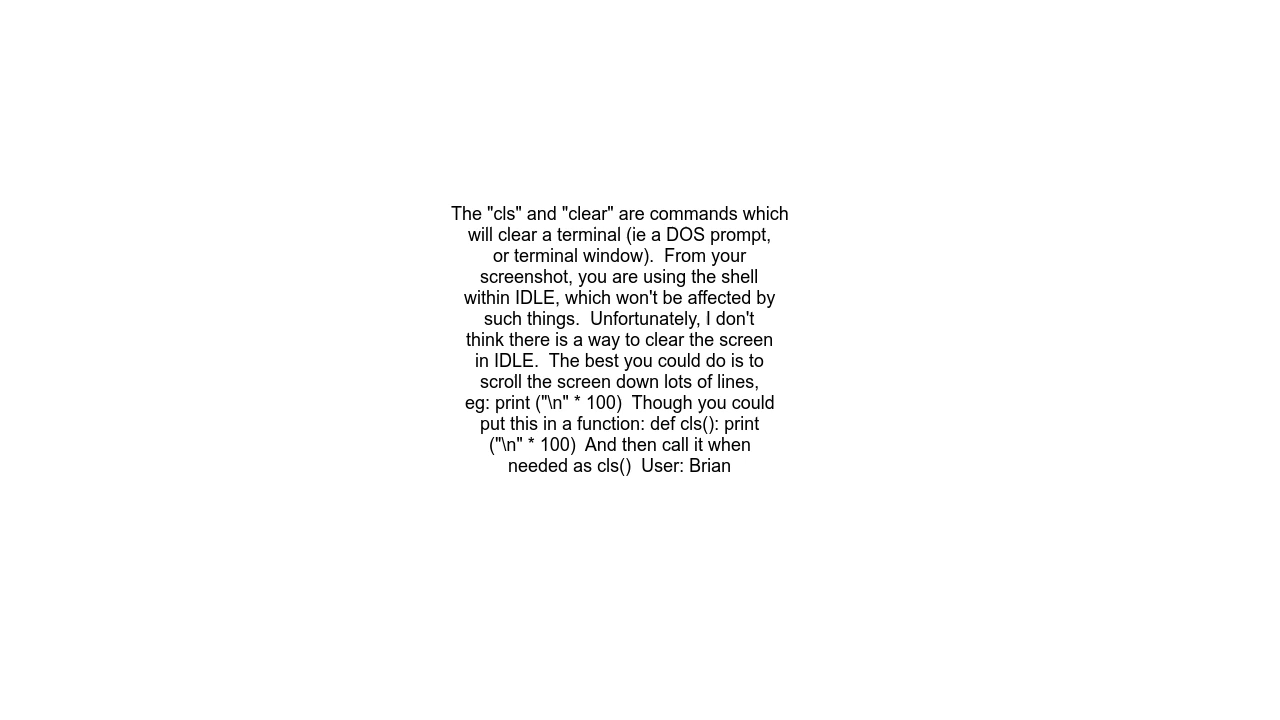 The "cls" and "clear" are commands which
will clear a terminal (ie a DOS prompt,
or terminal window).  From your
screenshot, you are using the shell
within IDLE, which won't be affected by
such things.  Unfortunately, I don't
think there is a way to clear the screen
in IDLE.  The best you could do is to
scroll the screen down lots of lines,
eg: print ("\n" * 100)  Though you could
put this in a function: def cls(): print
("\n" * 100)  And then call it when
needed as cls()  User: Brian